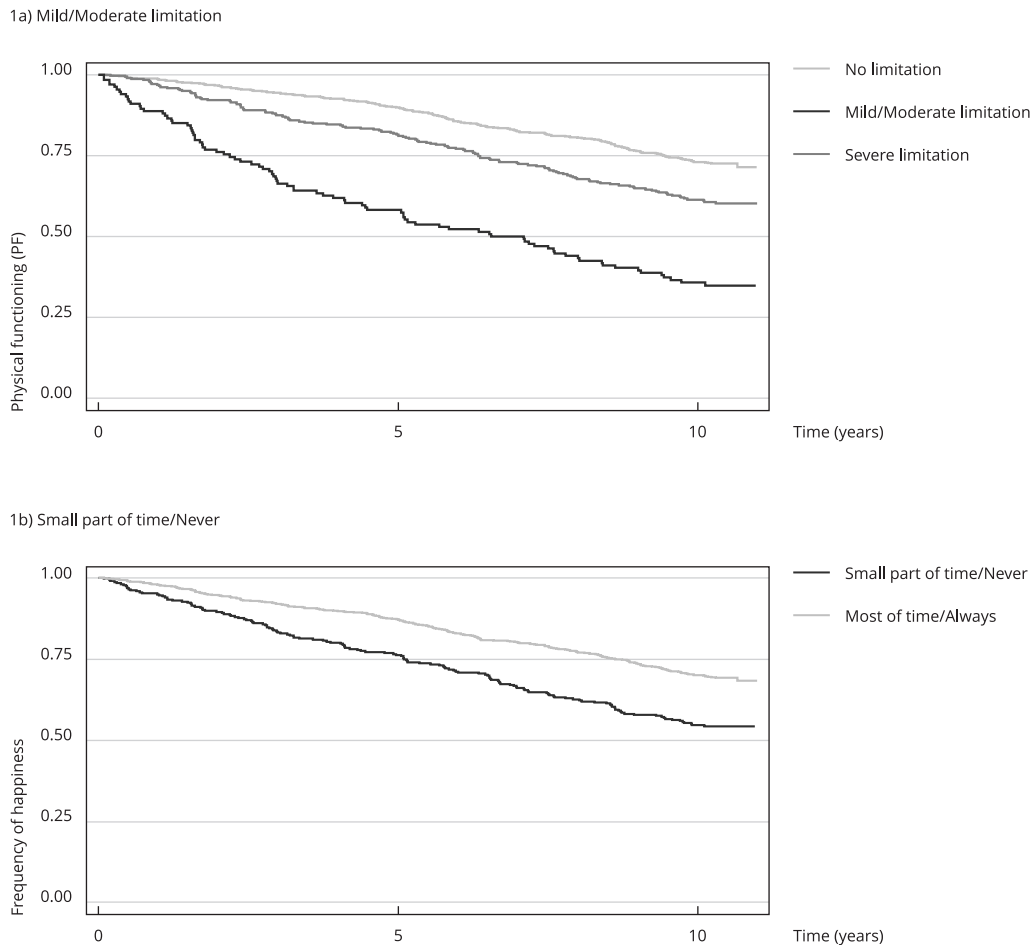 1a) Mild/Moderate limitation
1.00
0.75
0.50
0.25
0.00
Physical functioning (PF)
0
5
10
Time (years)
No limitation
Mild/Moderate limitation
Severe limitation
1b) Small part of time/Never
1.00
0.75
0.50
0.25
0.00
Frequency of happiness
0
5
10
Time (years)
Small part of time/Never
Most of time/Always